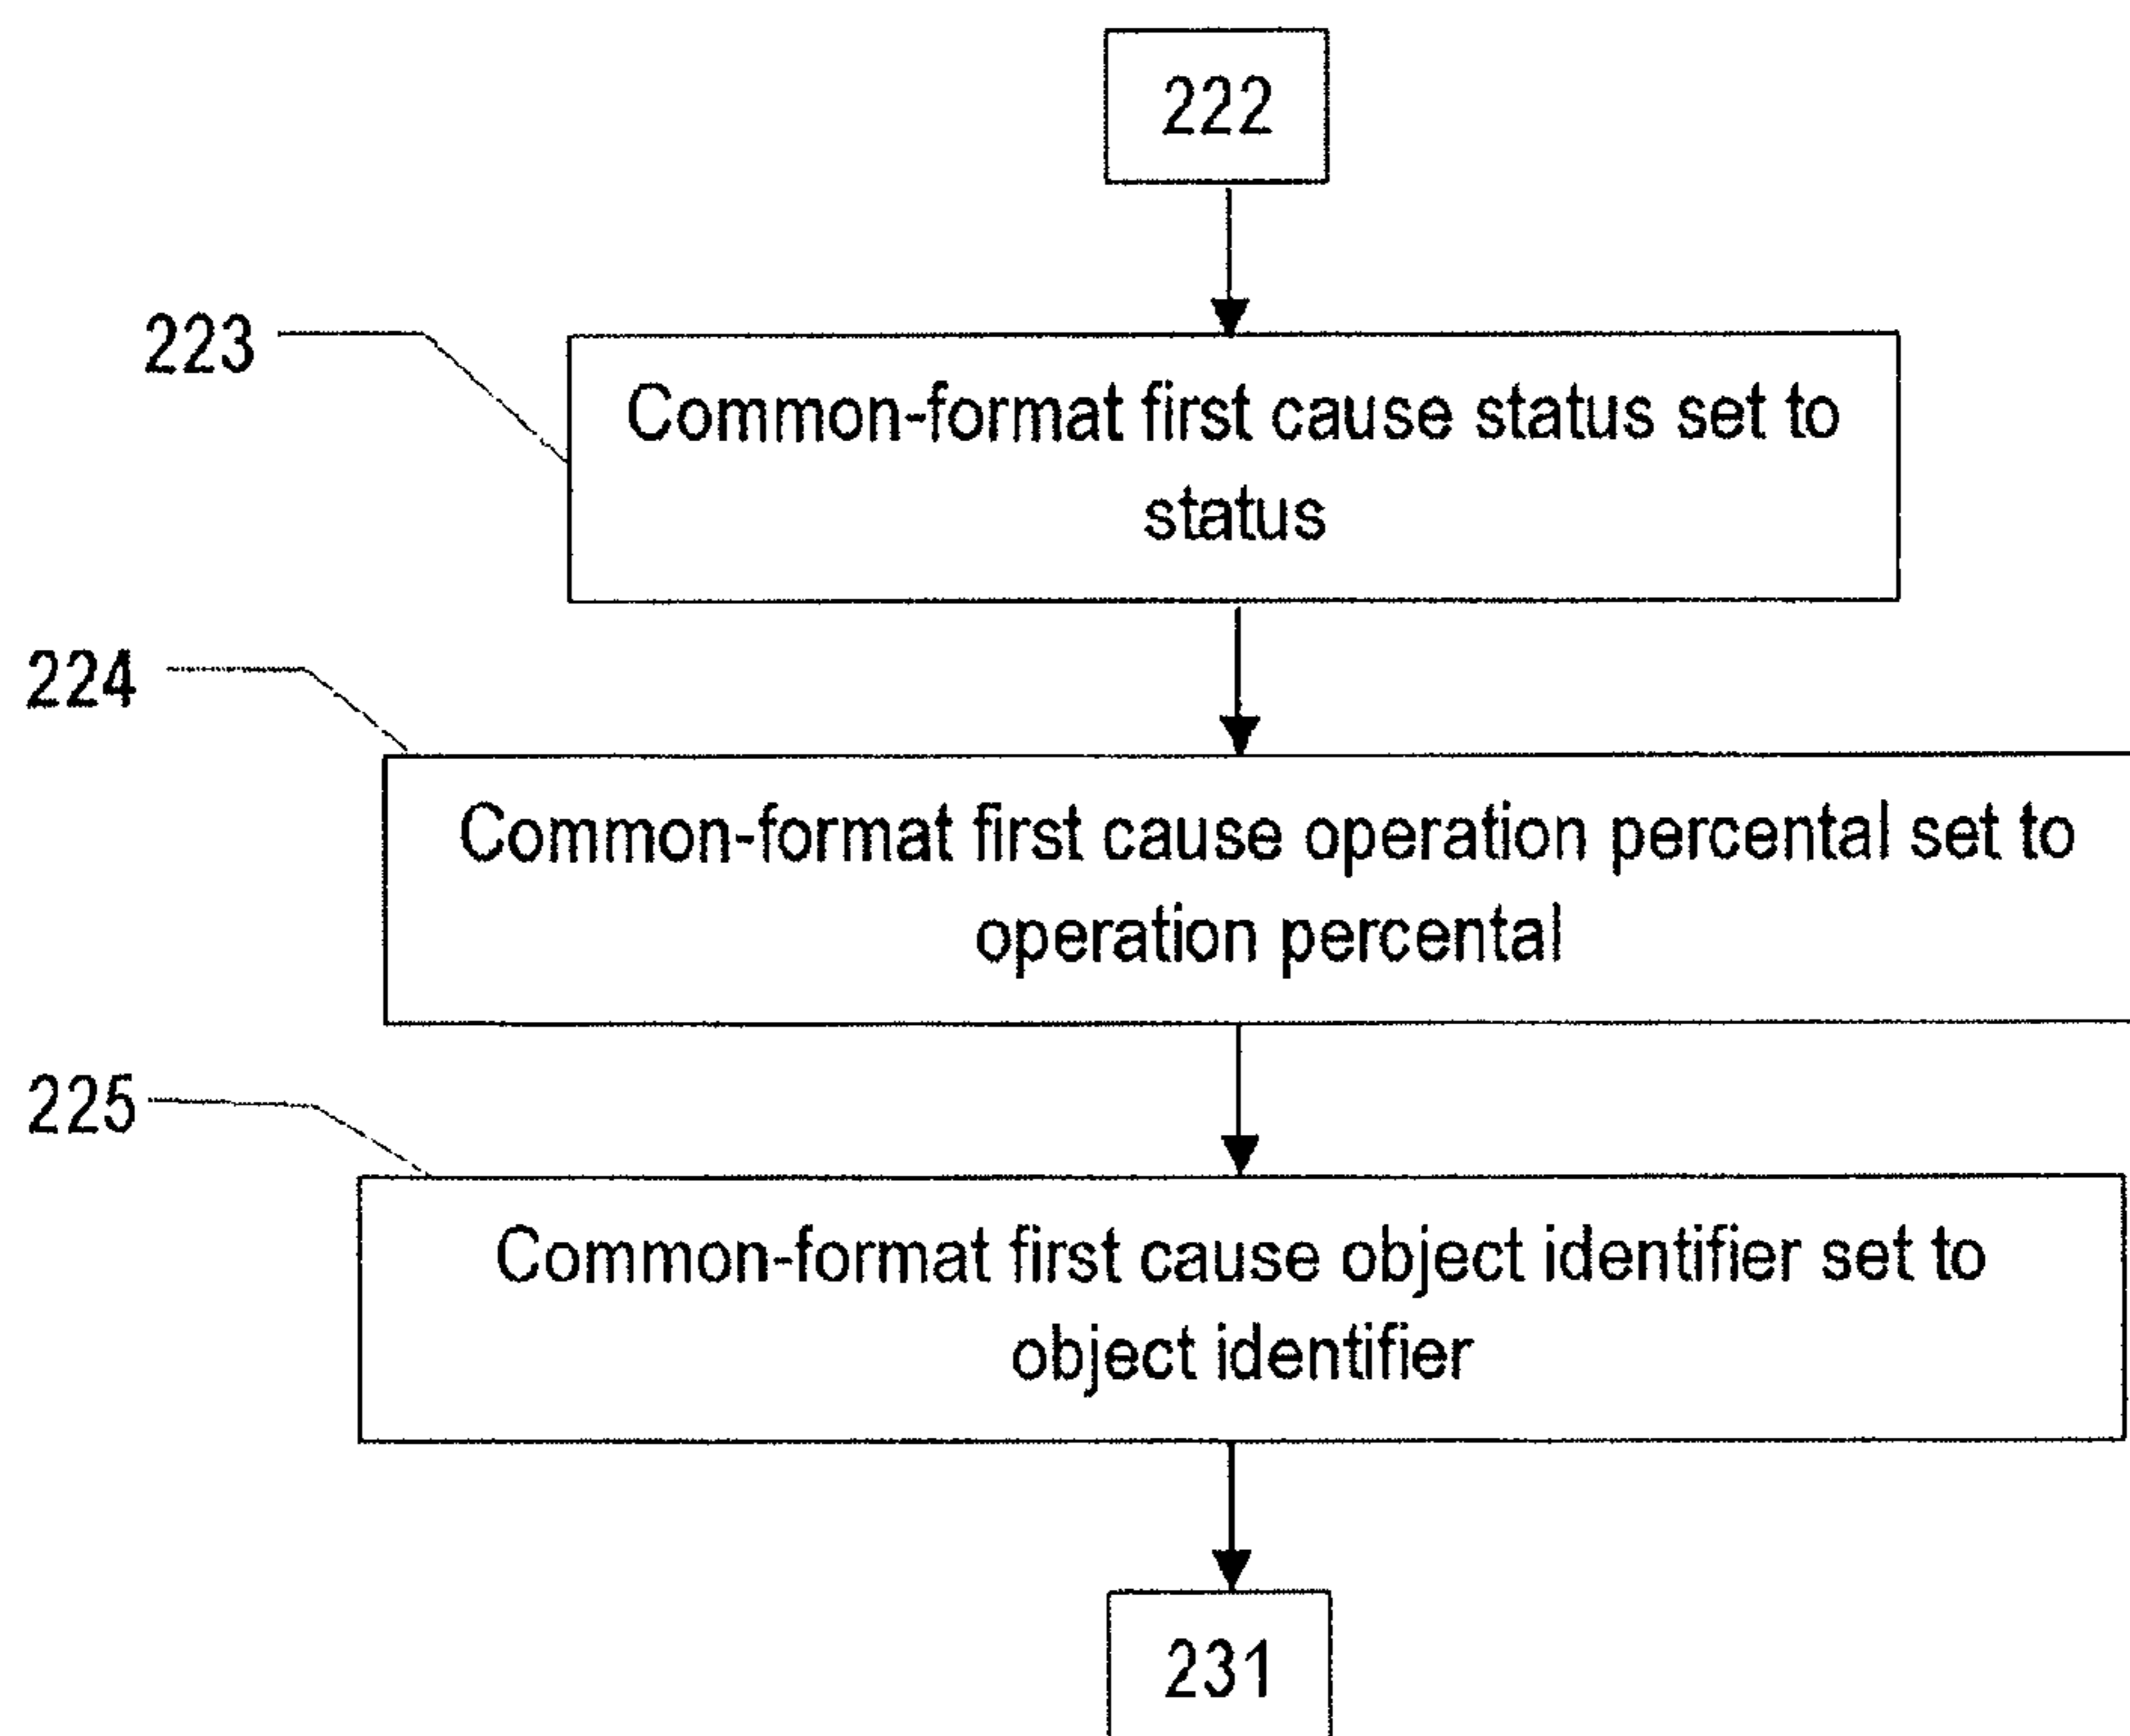 222
223
Common-format first cause status set to
status
224
Common-format first cause operation percental set to
operation percental
225
Common-format first cause object identifier set to
object identifier
231